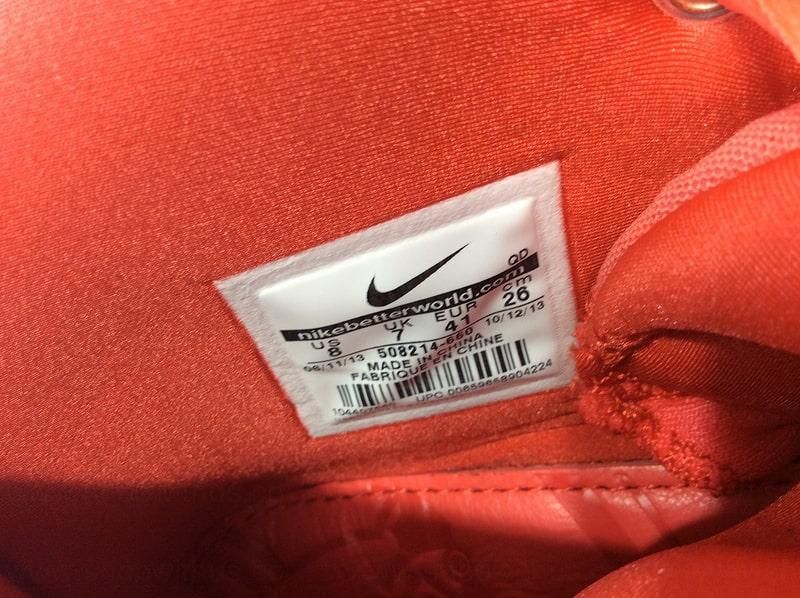 QD
nikebetterworld.com
US UK EUR cm
8 7 41 26
06/11/13 508214-660 10/12/13
MADE IN CHINA
FABRIQUE EN CHINE
UPC 00659658904224